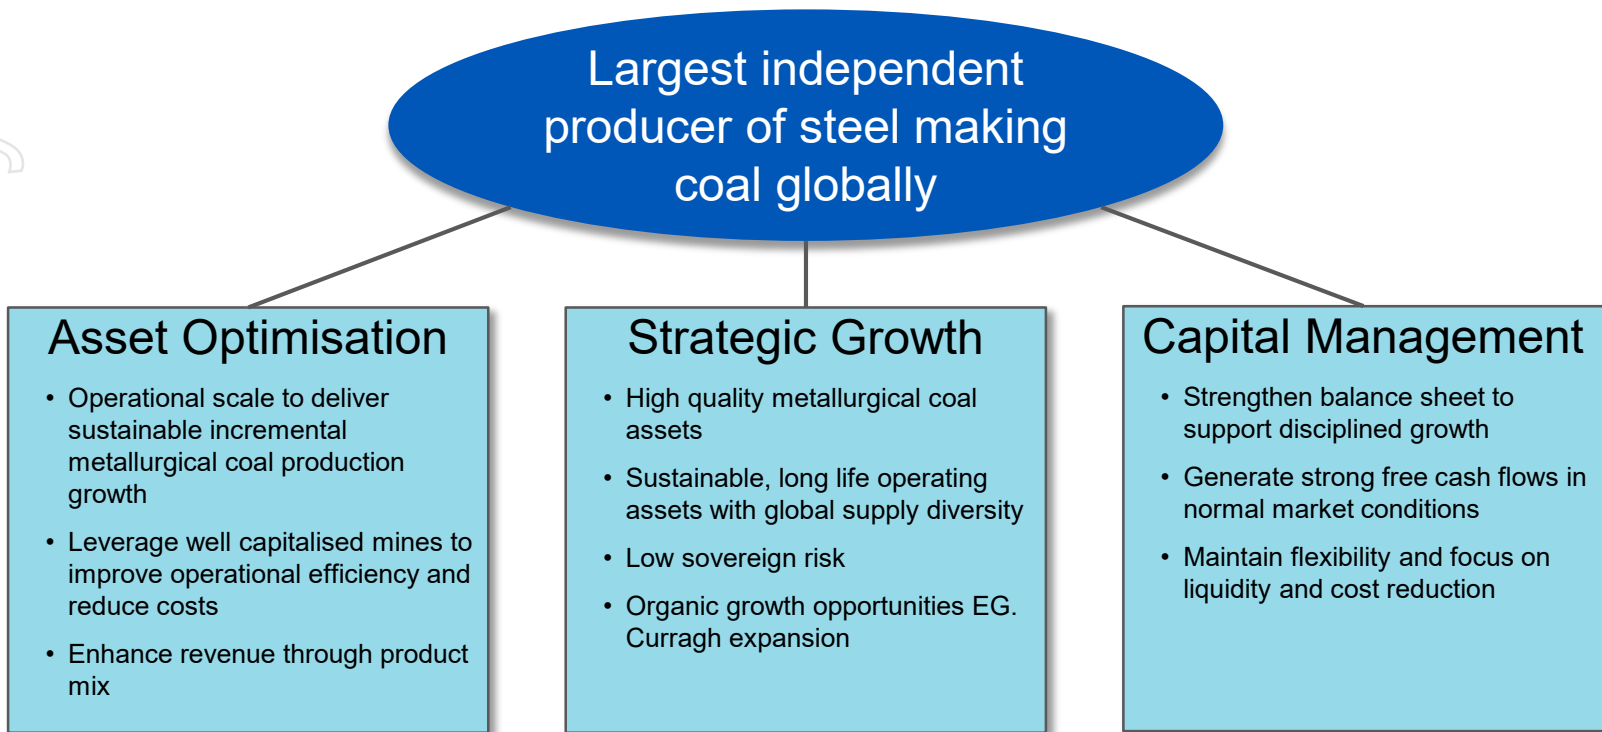 Largest independent
producer of steel making
coal globally
Asset Optimisation
• Operational scale to deliver
sustainable incremental
metallurgical coal production
growth
• Leverage well capitalised mines to
improve operational efficiency and
reduce costs
• Enhance revenue through product
mix
Strategic Growth
• High quality metallurgical coal
assets
• Sustainable, long life operating
assets with global supply diversity
• Low sovereign risk
• Organic growth opportunities EG.
Curragh expansion
Capital Management
• Strengthen balance sheet to
support disciplined growth
• Generate strong free cash flows in
normal market conditions
• Maintain flexibility and focus on
liquidity and cost reduction